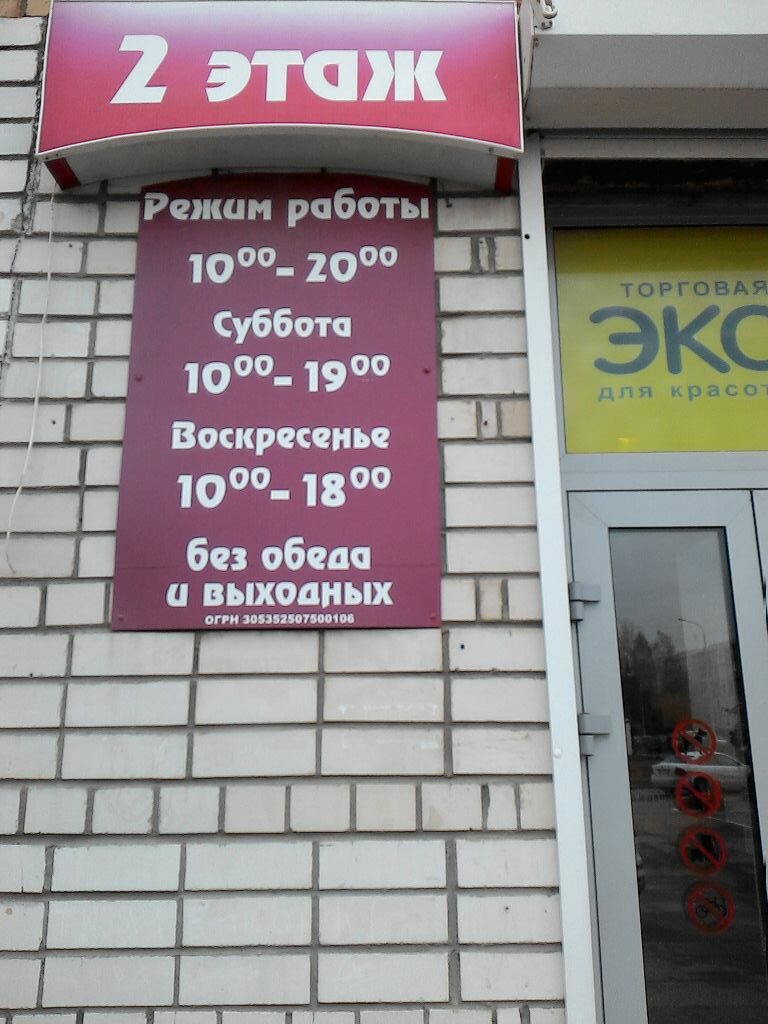 2 этаж
Режим работы
10⁰⁰- 20⁰⁰
Суббота
10⁰⁰- 19⁰⁰
Воскресенье
10⁰⁰- 18⁰⁰
без обеда
и выходных
ОГРН 305352507500106
ТОРГОВАЯ
ЭКО
для красот